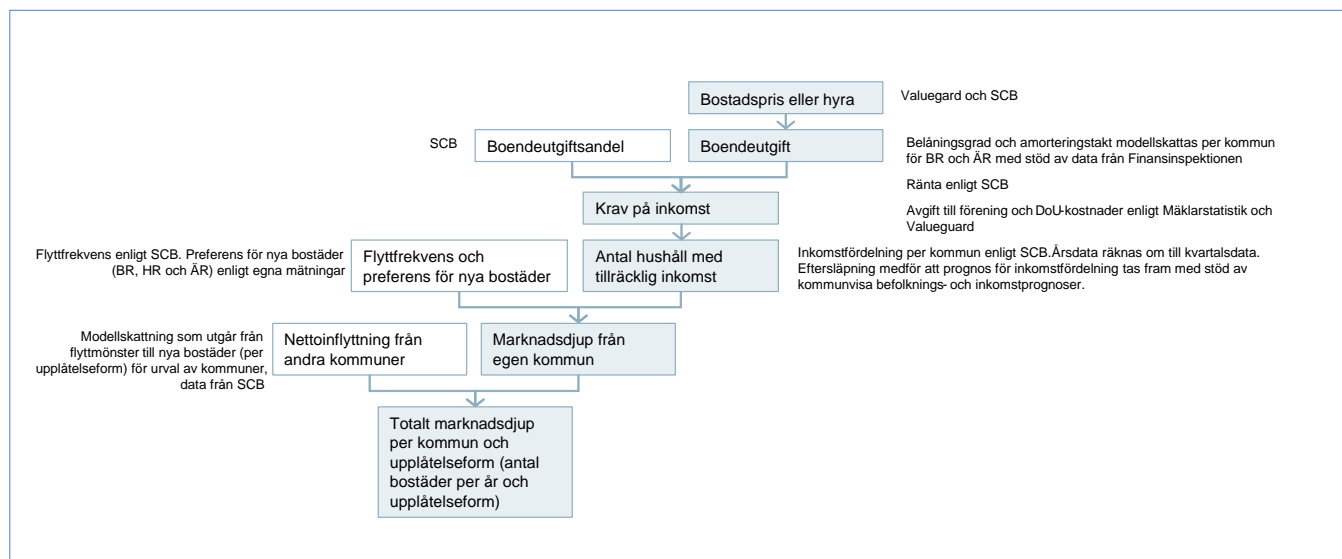 Bostadspris eller hyra
Valuegard och SCB
SCB
Boendeutgiftsandel
Boendeutgift
Belåningsgrad och amorteringstakt modellskattas per kommun
för BR och ÄR med stöd av data från Finansinspektionen
Ränta enligt SCB
Krav på inkomst
Avgift till förening och DoU-kostnader enligt Mäklarstatistik och
Valueguard
Flyttfrekvens enligt SCB. Preferens för nya bostäder
(BR, HR och ÄR) enligt egna mätningar
Flyttfrekvens och
preferens för nya bostäder
Antal hushåll med
tillräcklig inkomst
Inkomstfördelning per kommun enligt SCB.Årsdata räknas om till kvartalsdata.
Eftersläpning medför att prognos för inkomstfördelning tas fram med stöd av
kommunvisa befolknings- och inkomstprognoser.
Modellskattning som utgår från
flyttmönster till nya bostäder (per
upplåtelseform) för urval av kommuner,
data från SCB
Nettoinflyttning från
andra kommuner
Marknadsdjup från
egen kommun
Totalt marknadsdjup
per kommun och
upplåtelseform (antal
bostäder per år och
upplåtelseform)